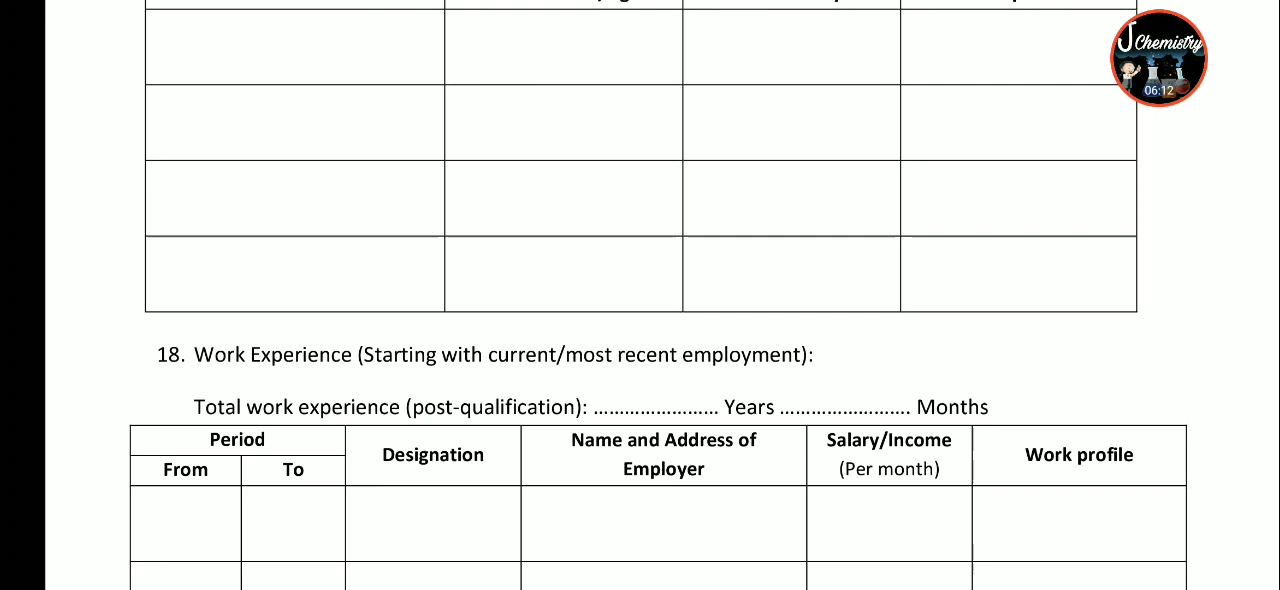 J Chemistry
06:12
18. Work Experience (Starting with current/most recent employment):
Total work experience (post-qualification): ........................ Years ......................... Months
Period
From
To
Designation
Name and Address of
Employer
Salary/Income
(Per month)
Work profile